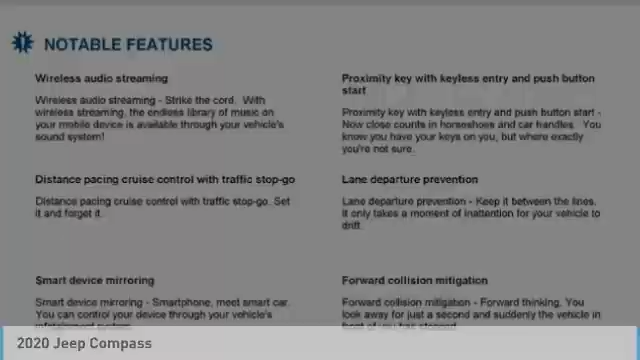 NOTABLE FEATURES
Wireless audio streaming
Wireless audio streaming - Strike the cord. With
wireless streaming, the endless library of music on
your mobile device is available through your vehicle's
sound system!
Proximity key with keyless entry and push button
start
Proximity key with keyless entry and push button start -
Now close counts in horseshoes and car handles. You
know you have your keys on you, but where exactly
you're not sure.
Distance pacing cruise control with traffic stop-go
Distance pacing cruise control with traffic stop-go. Set
it and forget it.
Lane departure prevention
Lane departure prevention - Keep it between the lines.
It only takes a moment of inattention for your vehicle to
drift.
Smart device mirroring
Smart device mirroring - Smartphone, meet smart car.
You can control your device through your vehicle's
infotainment system
Forward collision mitigation
Forward collision mitigation - Forward thinking. You
look away for just a second and suddenly the vehicle in
front of you has stopped
2020 Jeep Compass